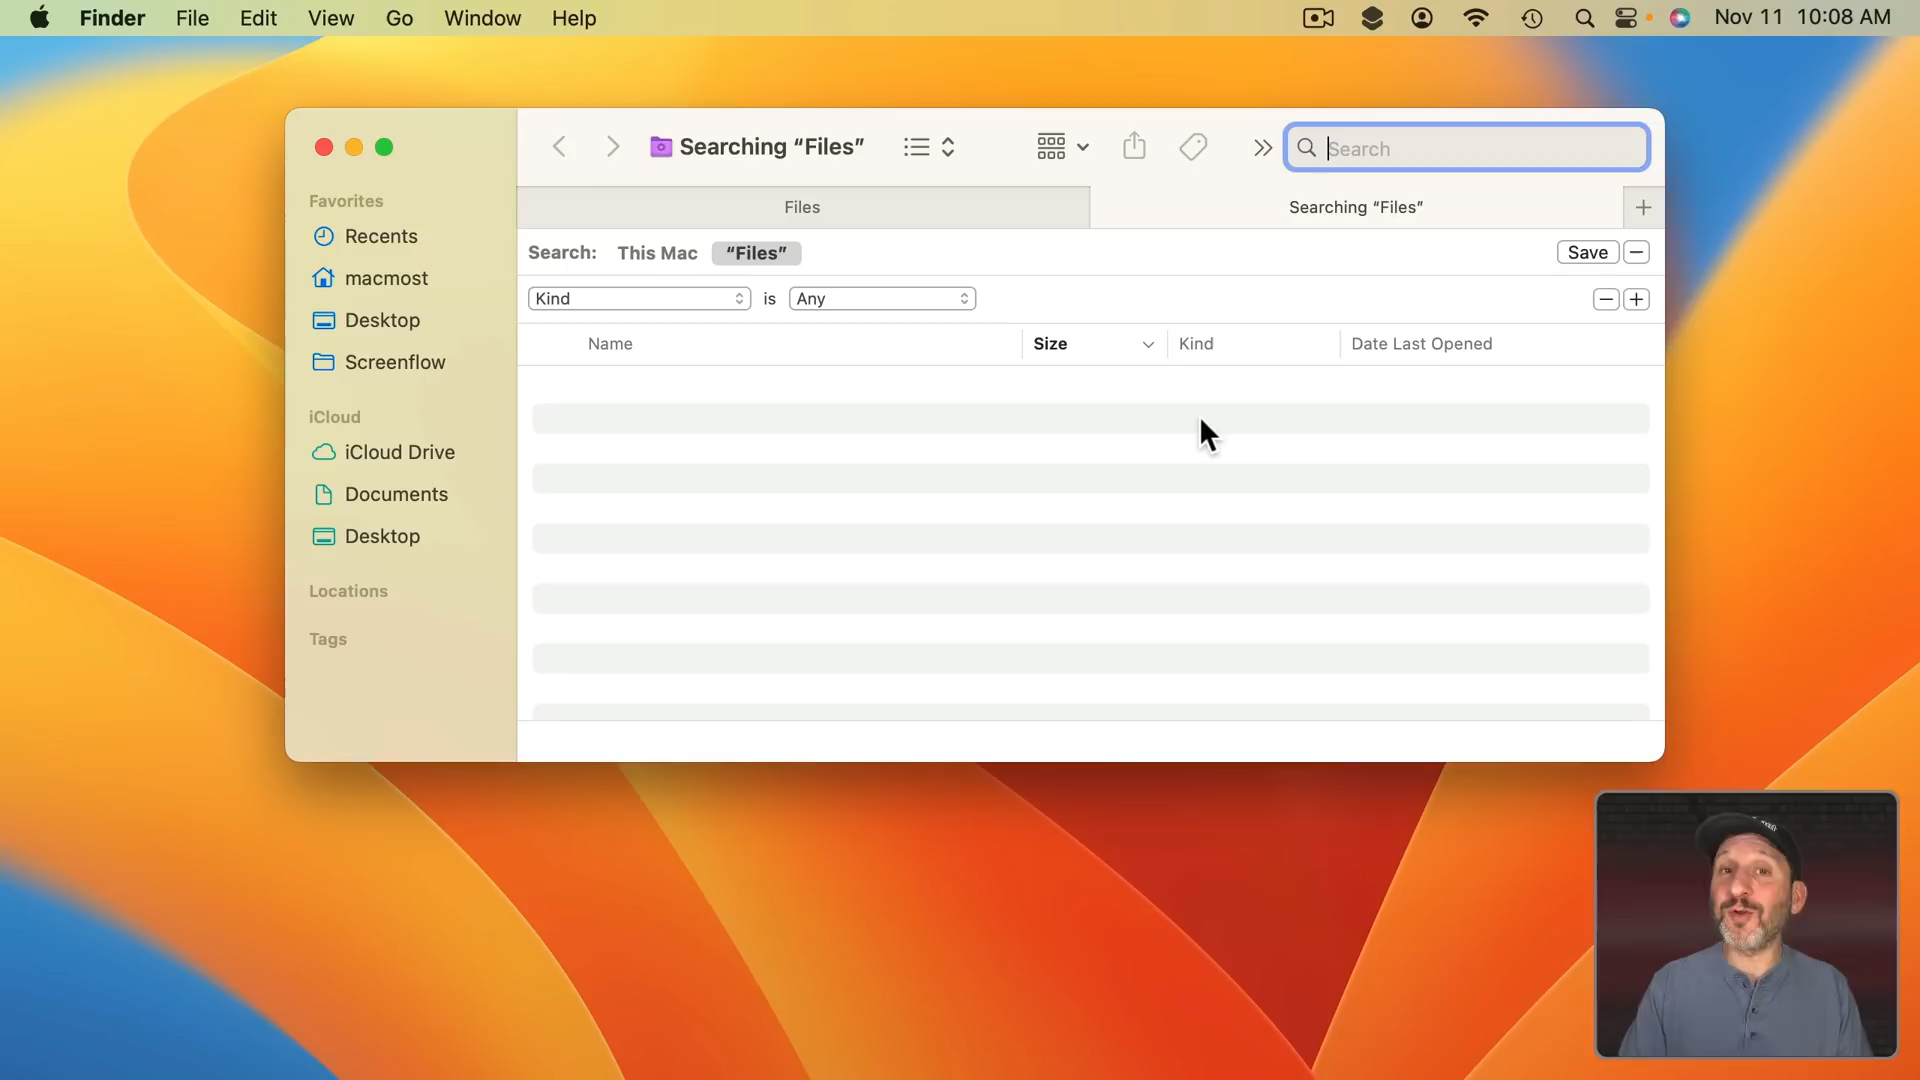 Finder File Edit View Go Window Help Nov 11 10:08 AM
Searching “Files” Search
Files Searching “Files” +
Favorites
Recents
macmost
Desktop
Screenflow
iCloud
iCloud Drive
Documents
Desktop
Locations
Tags
Search: This Mac “Files” Save
Kind is Any
Name Size Kind Date Last Opened